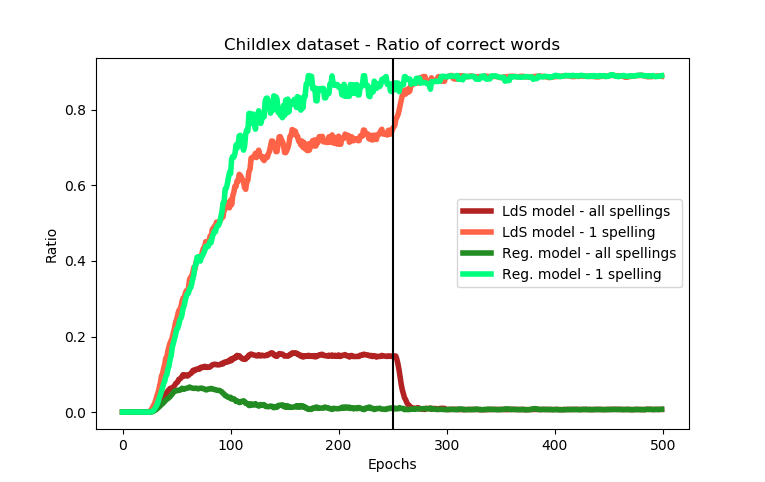 Childlex dataset - Ratio of correct words
Ratio
0.8
0.6
0.4
0.2
0.0
LdS model - all spellings
LdS model - 1 spelling
Reg. model - all spellings
Reg. model - 1 spelling
0 100 200 300 400 500
Epochs